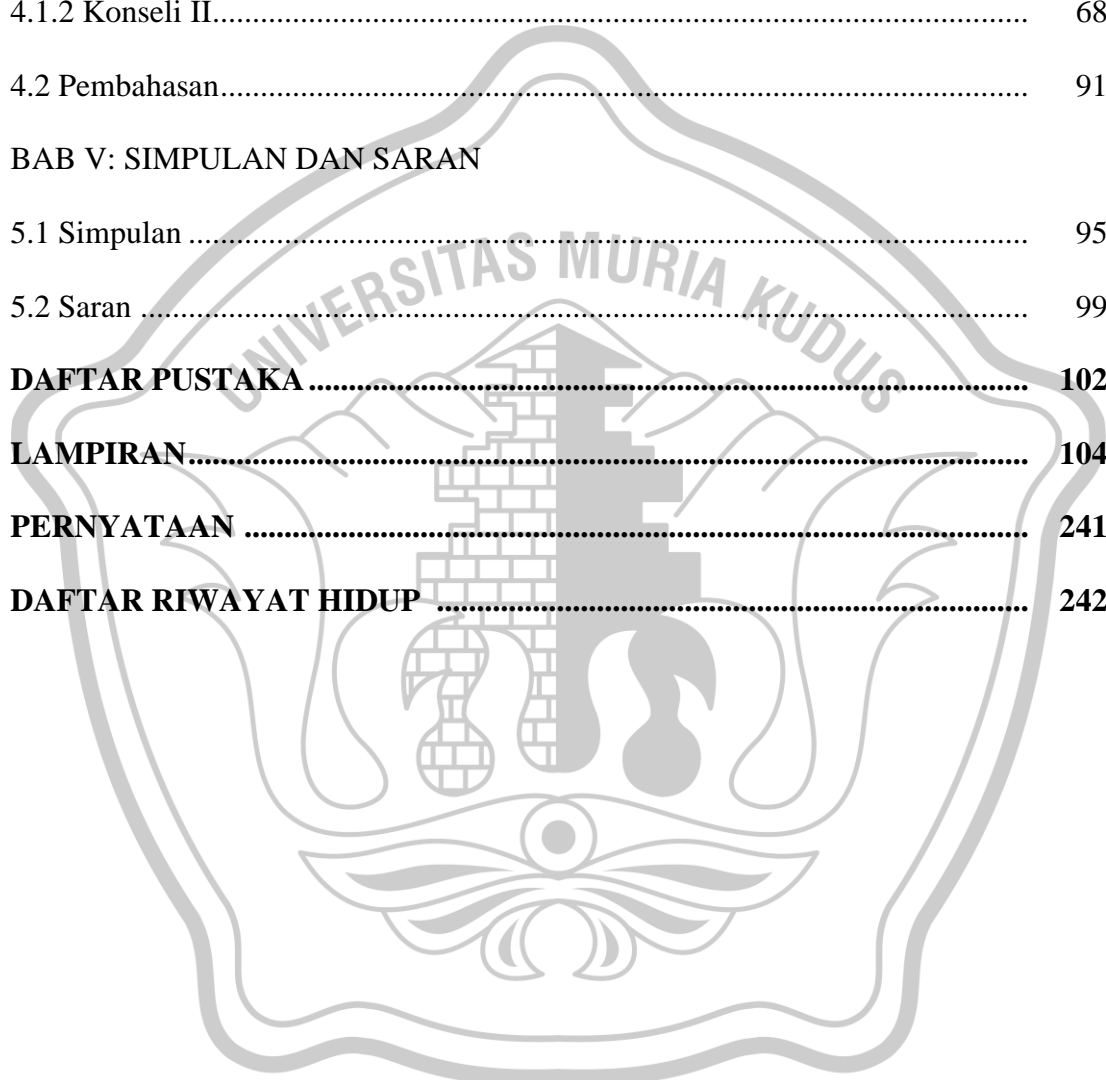 4.1.2 Konseli II.................................................................................................... 68
4.2 Pembahasan.................................................................................................. 91
BAB V: SIMPULAN DAN SARAN
5.1 Simpulan ...................................................................................................... 95
5.2 Saran ............................................................................................................ 99
DAFTAR PUSTAKA ........................................................................................ 102
LAMPIRAN....................................................................................................... 104
PERNYATAAN ................................................................................................ 241
DAFTAR RIWAYAT HIDUP .......................................................................... 242
UNIVERSITAS MURIA KUDUS